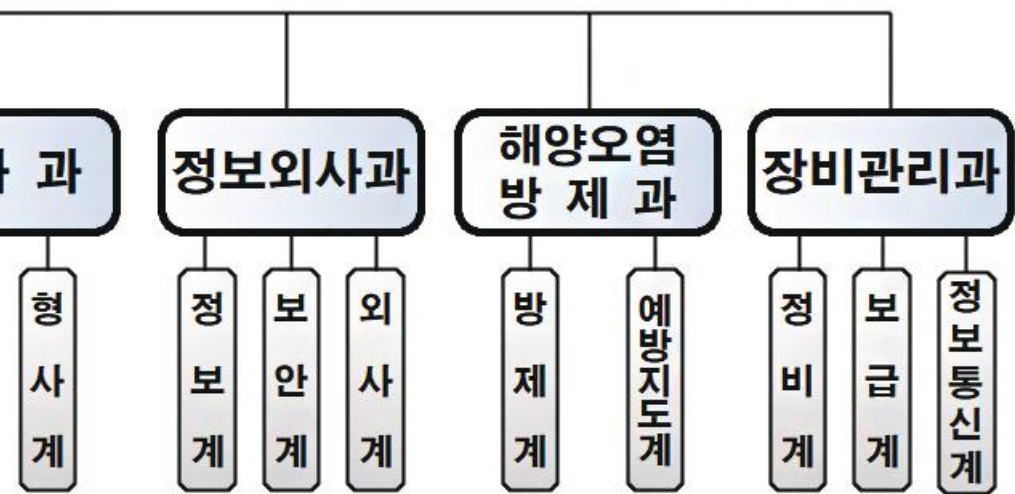 과
정보외사과
해양오염
방 제 과
장비관리과
형사계
정보계
보안계
외사계
방제계
예방지도계
정비계
보급계
정보통신계